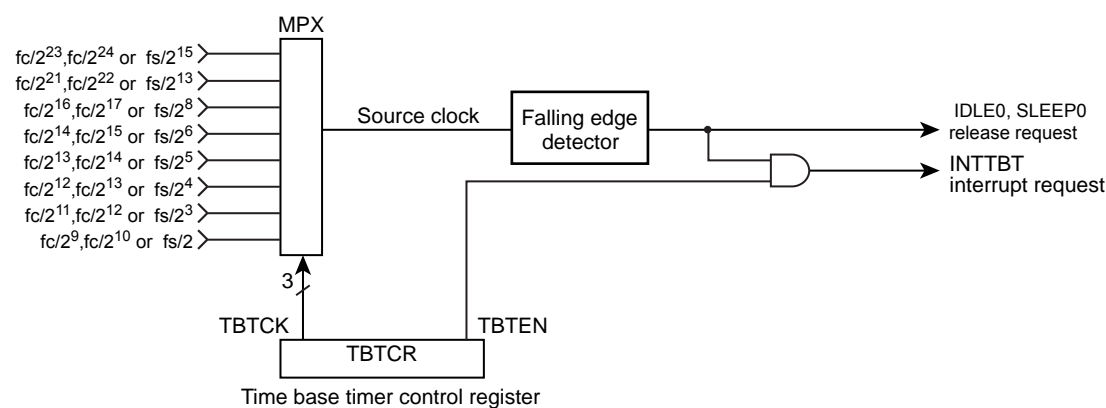 MPX
fc/2^23,fc/2^24 or fs/2^15
fc/2^21,fc/2^22 or fs/2^13
fc/2^16,fc/2^17 or fs/2^8
fc/2^14,fc/2^15 or fs/2^6
fc/2^13,fc/2^14 or fs/2^5
fc/2^12,fc/2^13 or fs/2^4
fc/2^11,fc/2^12 or fs/2^3
fc/2^9,fc/2^10 or fs/2
Source clock
Falling edge
detector
IDLE0, SLEEP0
release request
INTTBT
interrupt request
3
TBTCK
TBTEN
TBTCR
Time base timer control register